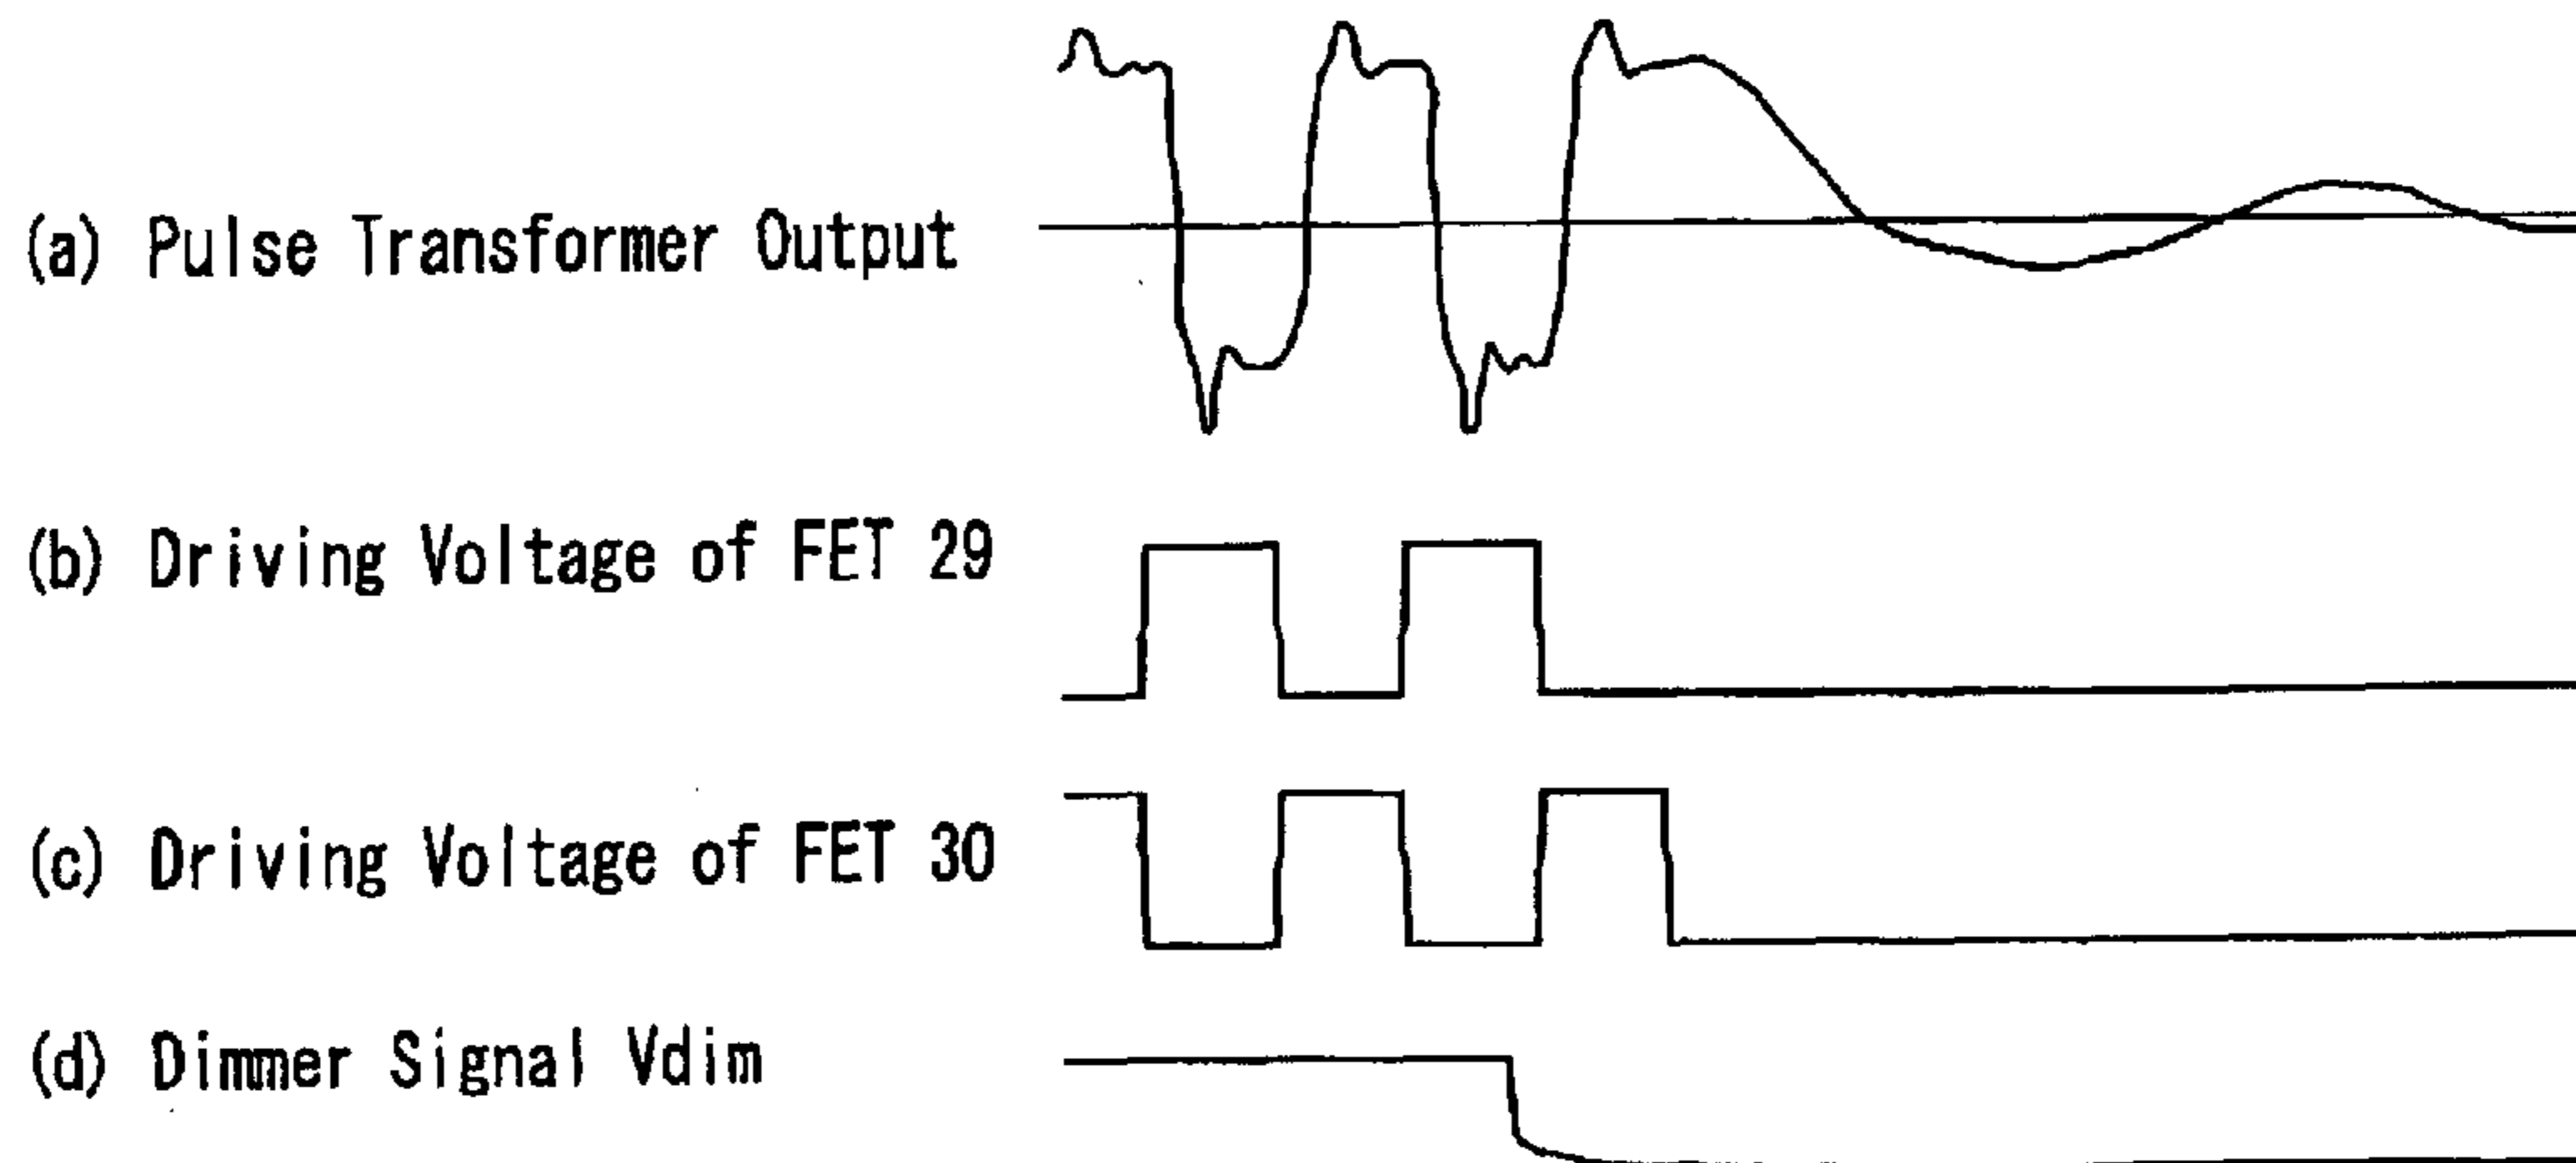 (a) Pulse Transformer Output
(b) Driving Voltage of FET 29
(c) Driving Voltage of FET 30
(d) Dimmer Signal Vdim